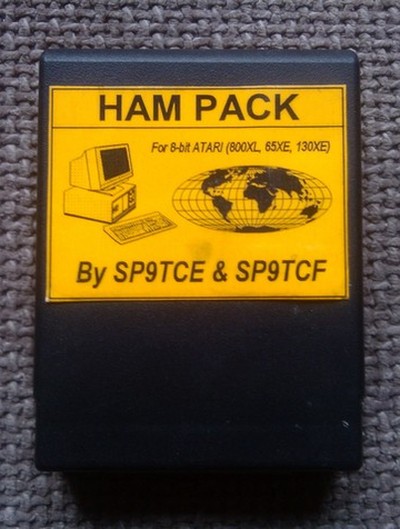 HAM PACK
For 8-bit ATARI (800XL, 65XE, 130XE)
By SP9TCE & SP9TCF